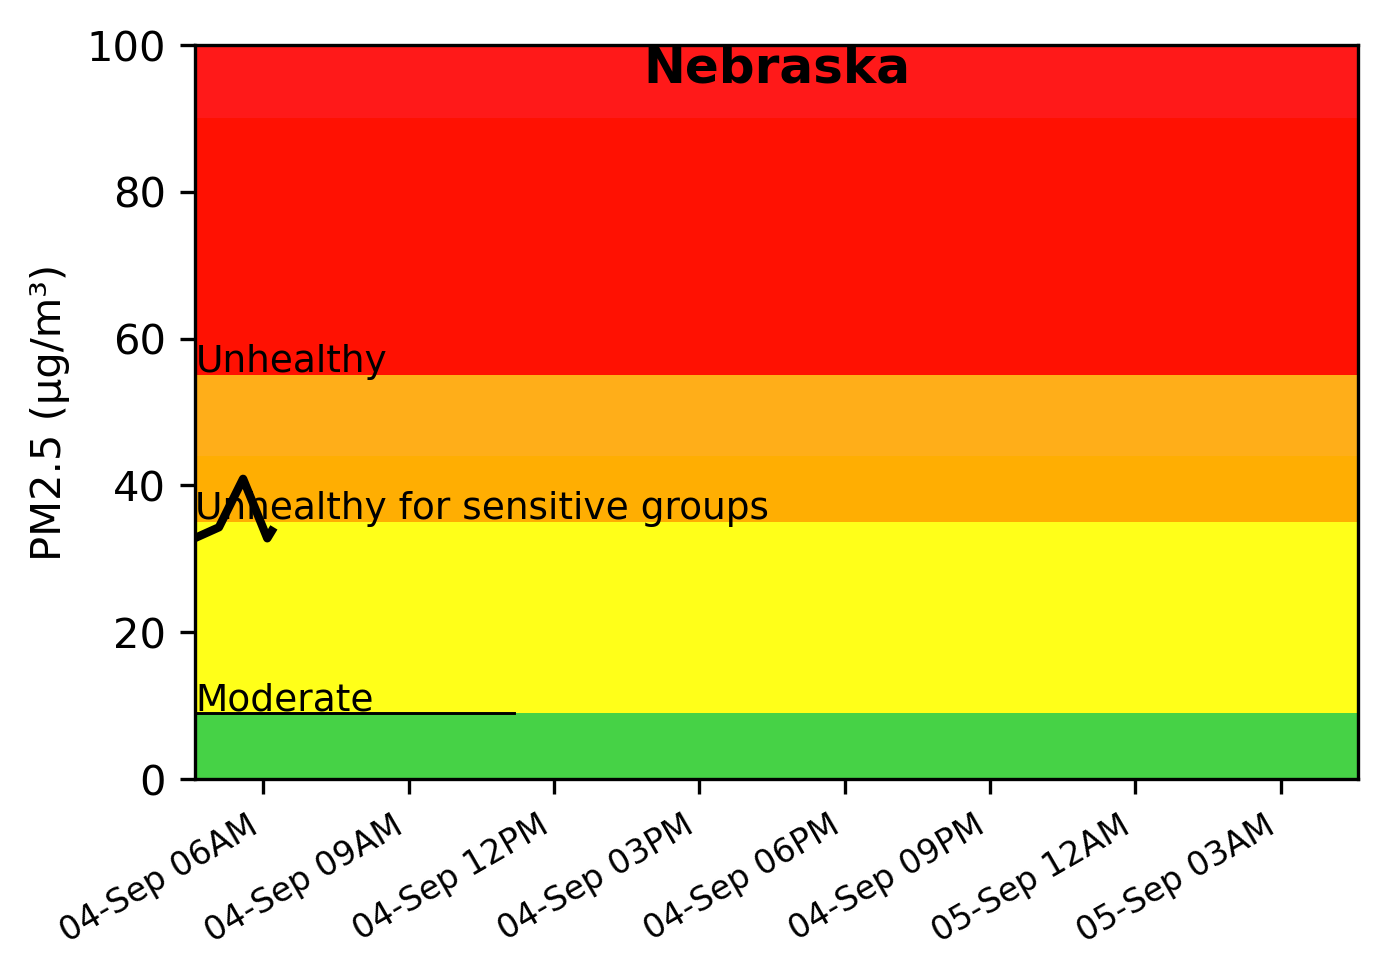 Nebraska
PM2.5 (µg/m³)
100
80
60
40
20
0
Unhealthy
Unhealthy for sensitive groups
Moderate
04-Sep 06AM
04-Sep 09AM
04-Sep 12PM
04-Sep 03PM
04-Sep 06PM
04-Sep 09PM
05-Sep 12AM
05-Sep 03AM